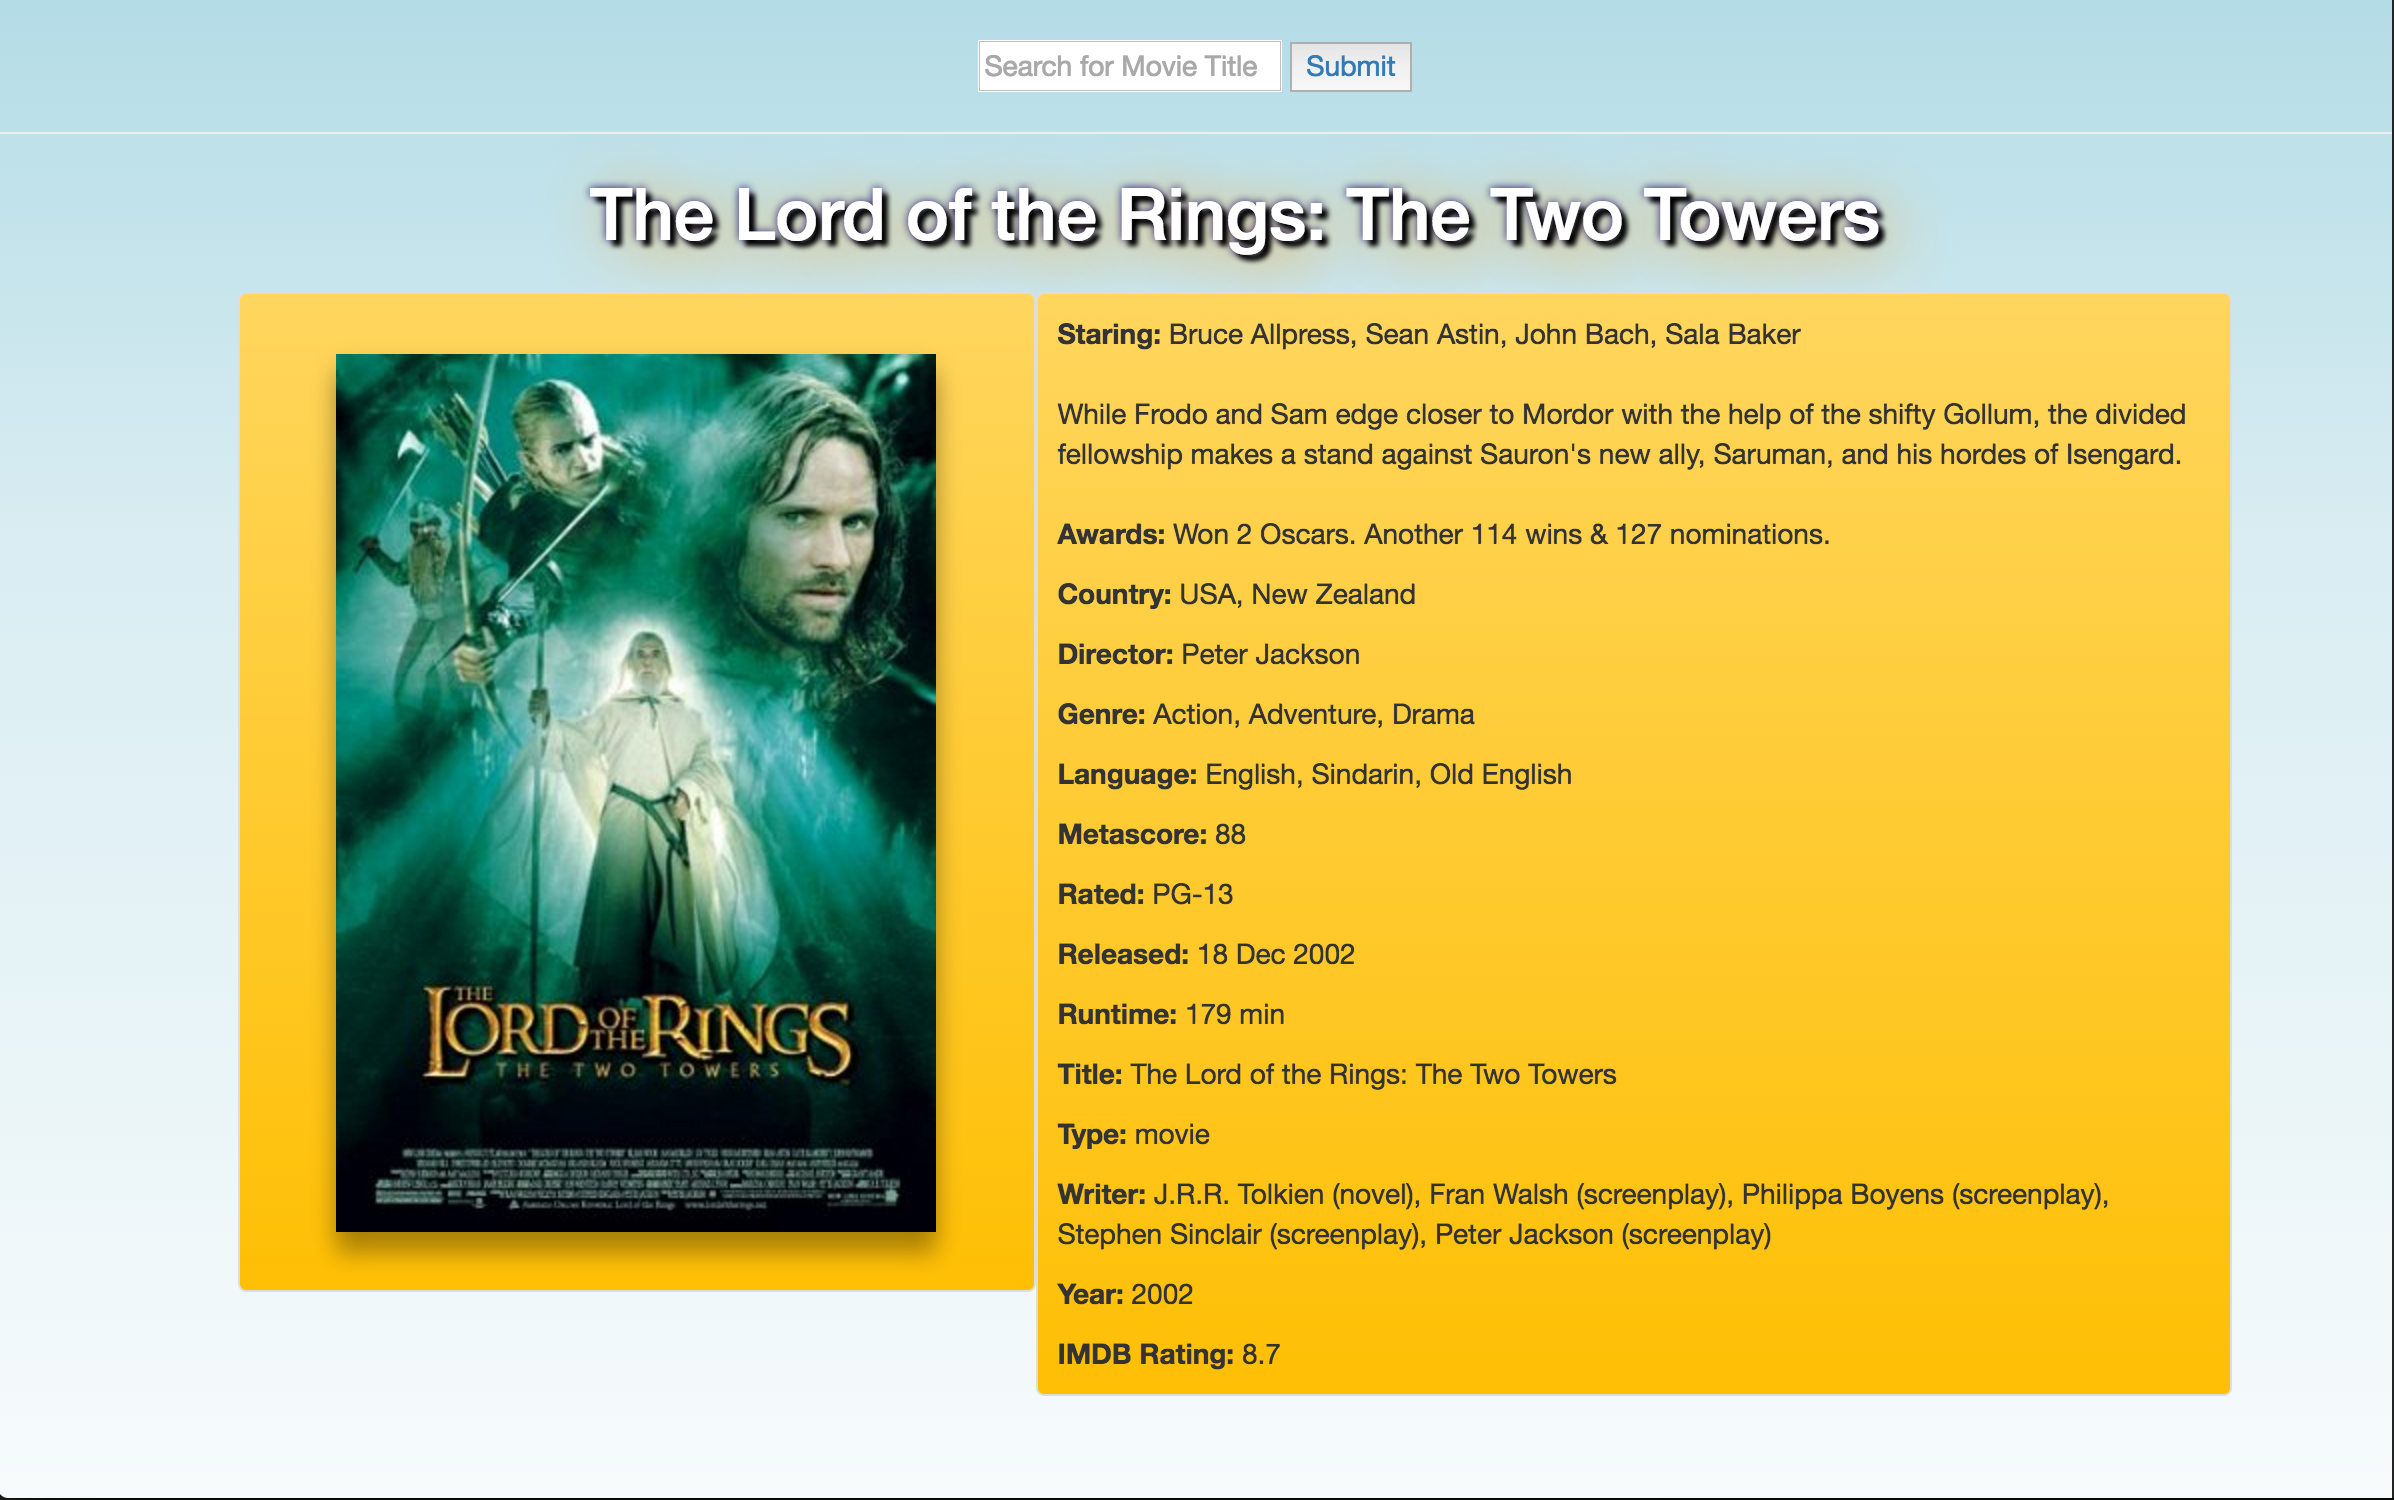 Search for Movie Title Submit
The Lord of the Rings: The Two Towers
THE
LORD OF THE RINGS
THE TWO TOWERS
Staring: Bruce Allpress, Sean Astin, John Bach, Sala Baker
While Frodo and Sam edge closer to Mordor with the help of the shifty Gollum, the divided
fellowship makes a stand against Sauron's new ally, Saruman, and his hordes of Isengard.
Awards: Won 2 Oscars. Another 114 wins & 127 nominations.
Country: USA, New Zealand
Director: Peter Jackson
Genre: Action, Adventure, Drama
Language: English, Sindarin, Old English
Metascore: 88
Rated: PG-13
Released: 18 Dec 2002
Runtime: 179 min
Title: The Lord of the Rings: The Two Towers
Type: movie
Writer: J.R.R. Tolkien (novel), Fran Walsh (screenplay), Philippa Boyens (screenplay),
Stephen Sinclair (screenplay), Peter Jackson (screenplay)
Year: 2002
IMDB Rating: 8.7